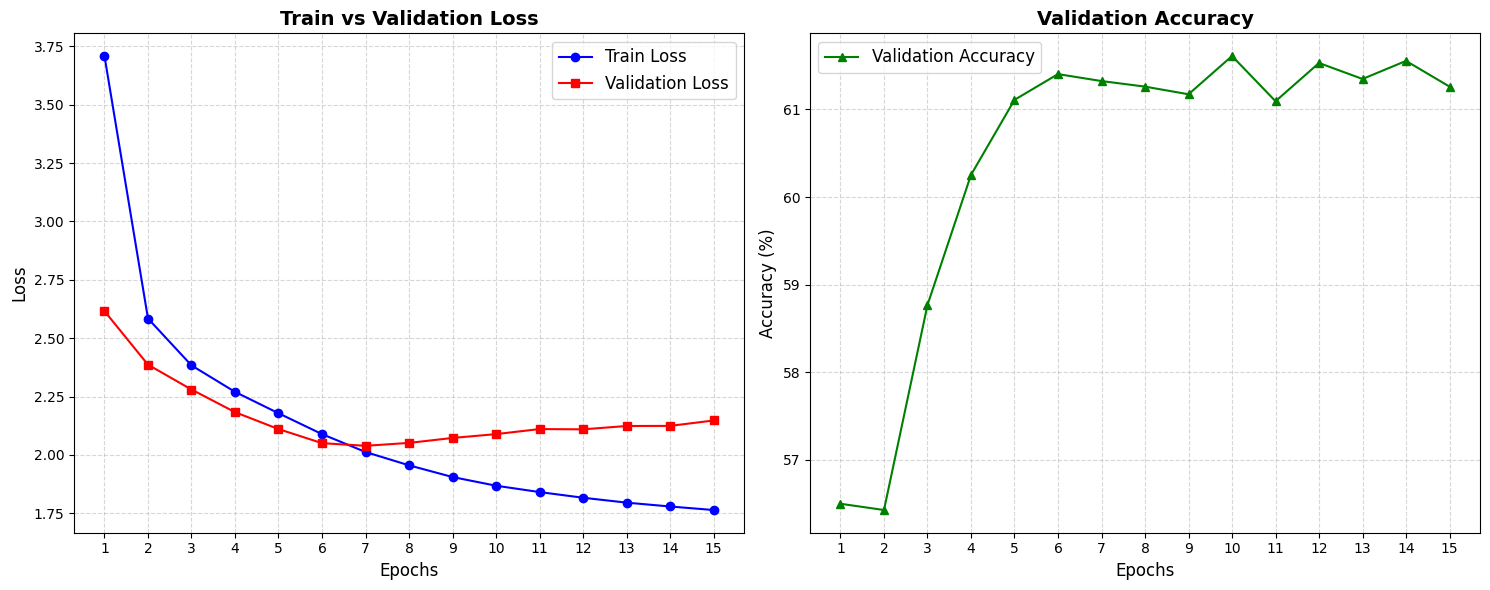 Train vs Validation Loss
Train Loss
Validation Loss
3.75
3.50
3.25
3.00
2.75
2.50
2.25
2.00
1.75
Loss
1 2 3 4 5 6 7 8 9 10 11 12 13 14 15
Epochs
Validation Accuracy
Validation Accuracy
61
60
59
58
57
Accuracy (%)
1 2 3 4 5 6 7 8 9 10 11 12 13 14 15
Epochs